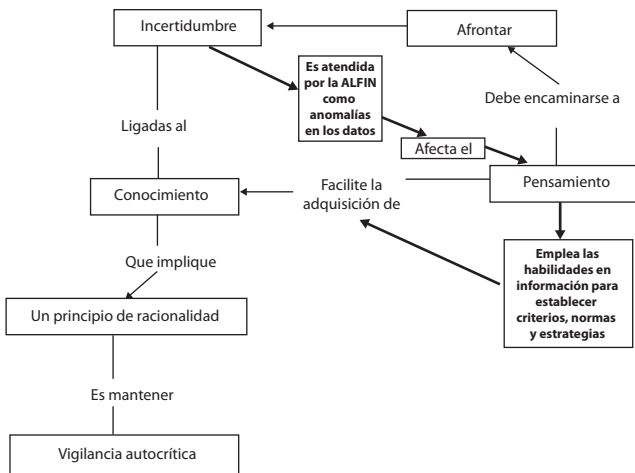 Incertidumbre
Afrontar
Es atendida
por la ALFIN
como
anomalías
en los datos
Debe encaminarse a
Ligadas al
Afecta el
Pensamiento
Conocimiento
Facilite la
adquisición de
Emplea las
habilidades en
información para
establecer
criterios, normas
y estrategias
Que implique
Un principio de racionalidad
Es mantener
Vigilancia autocrítica